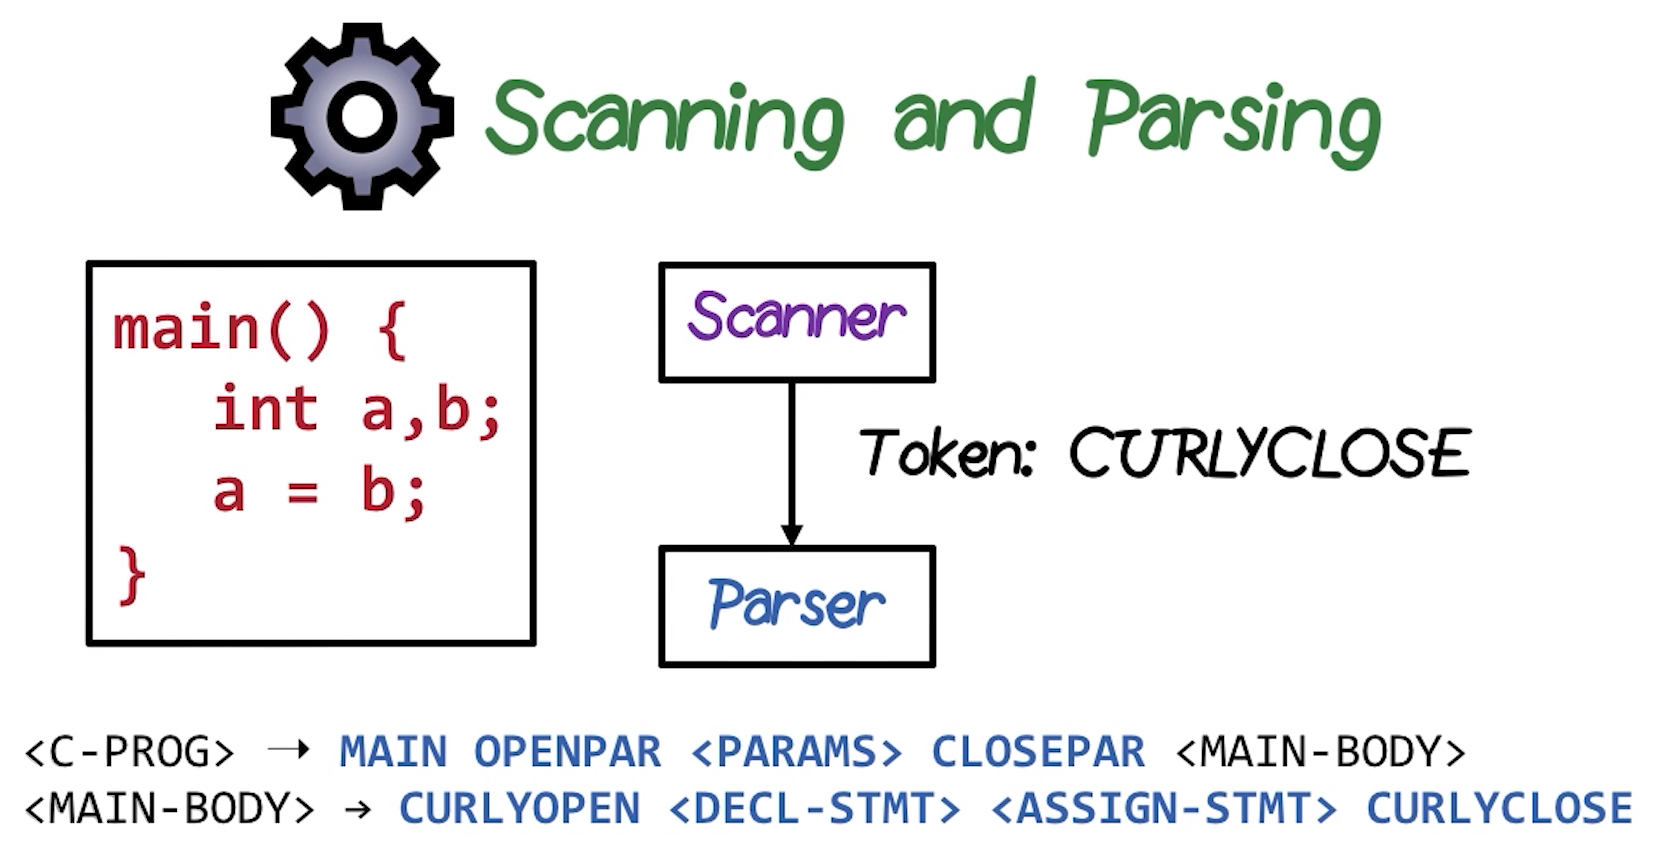 Scanning and Parsing
main() {
int a,b;
a = b;
}
Scanner
Token: CURLYCLOSE
Parser
<C-PROG> → MAIN OPENPAR <PARAMS> CLOSEPAR <MAIN-BODY>
<MAIN-BODY> → CURLYOPEN <DECL-STMT> <ASSIGN-STMT> CURLYCLOSE